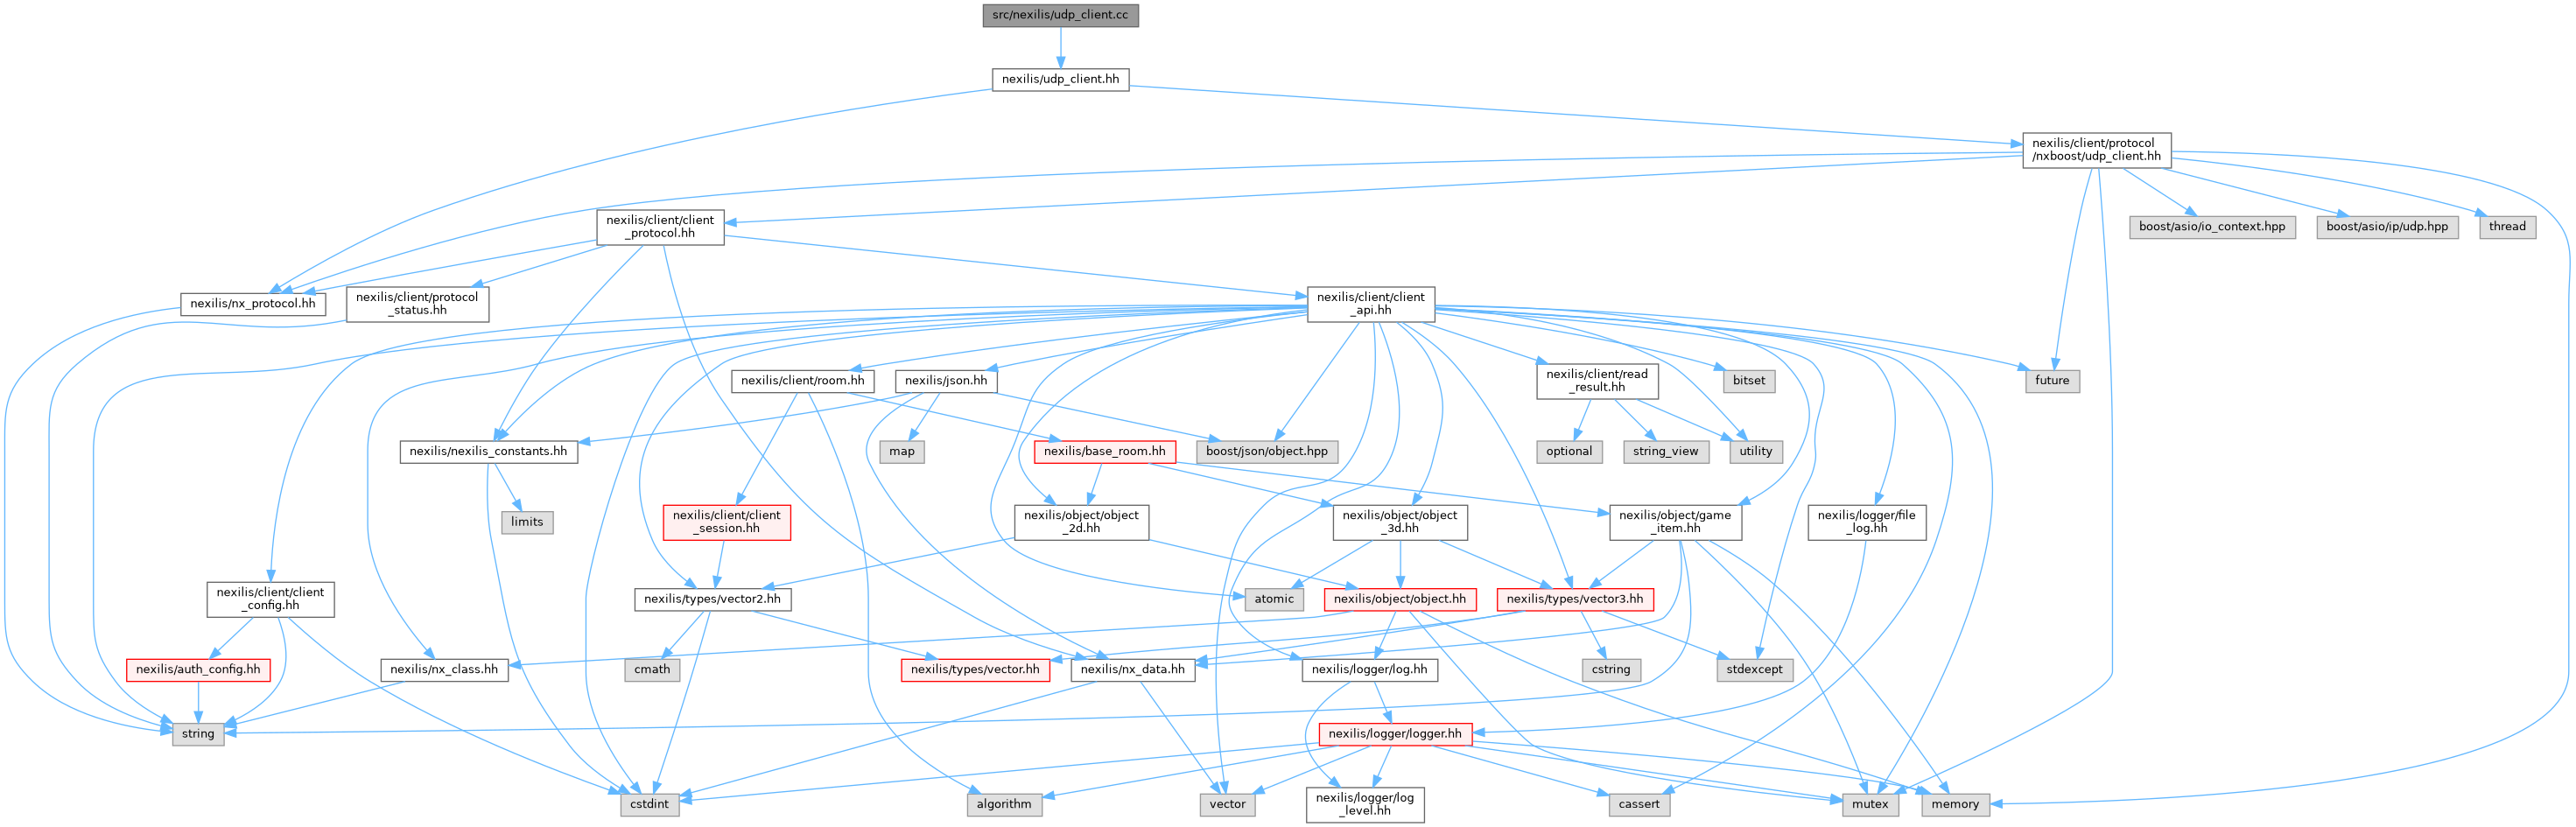 src/nexilis/udp_client.cc
nexilis/udp_client.hh
nexilis/client/protocol
/nxboost/udp_client.hh
nexilis/client/client
_protocol.hh
boost/asio/io_context.hpp
boost/asio/ip/udp.hpp
thread
nexilis/nx_protocol.hh
nexilis/client/protocol
_status.hh
nexilis/client/client
_api.hh
nexilis/client/room.hh
nexilis/json.hh
nexilis/client/read
_result.hh
bitset
future
nexilis/nexilis_constants.hh
map
nexilis/base_room.hh
boost/json/object.hpp
optional
string_view
utility
limits
nexilis/client/client
_session.hh
nexilis/object/object
_2d.hh
nexilis/object/object
_3d.hh
nexilis/object/game
_item.hh
nexilis/logger/file
_log.hh
nexilis/client/client
_config.hh
nexilis/types/vector2.hh
atomic
nexilis/object/object.hh
nexilis/types/vector3.hh
nexilis/auth_config.hh
nexilis/nx_class.hh
cmath
nexilis/types/vector.hh
nexilis/nx_data.hh
nexilis/logger/log.hh
cstring
stdexcept
string
nexilis/logger/logger.hh
cstdint
algorithm
vector
nexilis/logger/log
_level.hh
cassert
mutex
memory